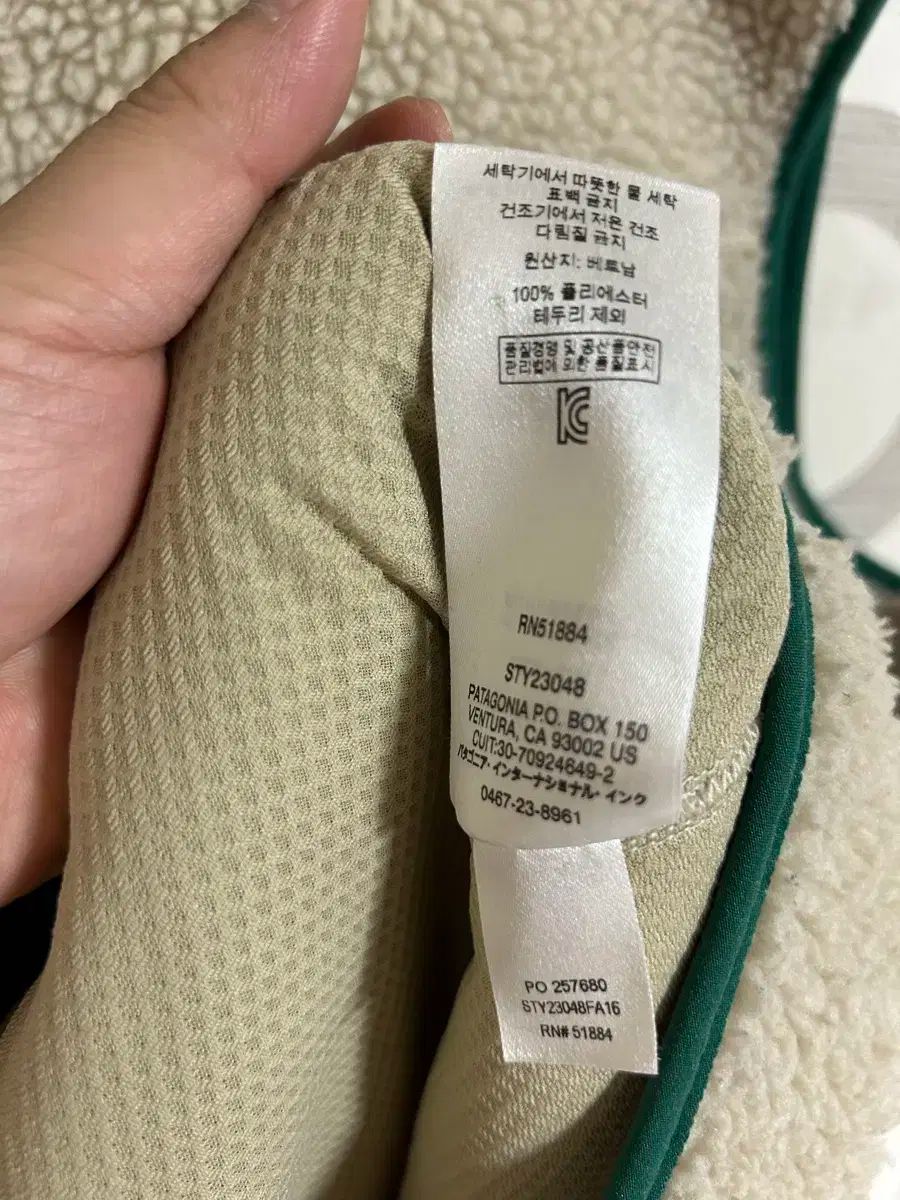 세탁기에서 따뜻한 물 세탁
표백 금지
건조기에서 저온 건조
다림질 금지
원산지: 베트남
100% 폴리에스터
테두리 제외
품질경영 및 공산품안전
관리법에 의한 품질표시
KC
RN51884
STY23048
PATAGONIA P.O. BOX 150
VENTURA, CA 93002 US
CUIT:30-70924649-2
パタゴニア・インターナショナル・インク
0467-23-8961
PO 257680
STY23048FA16
RN# 51884